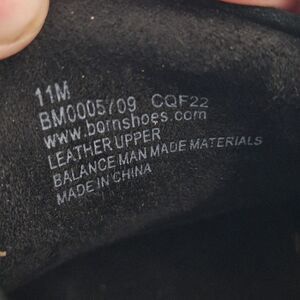 11M
BM0005709 CQF22
www.bornshoes.com
LEATHER UPPER
BALANCE MAN MADE MATERIALS
MADE IN CHINA